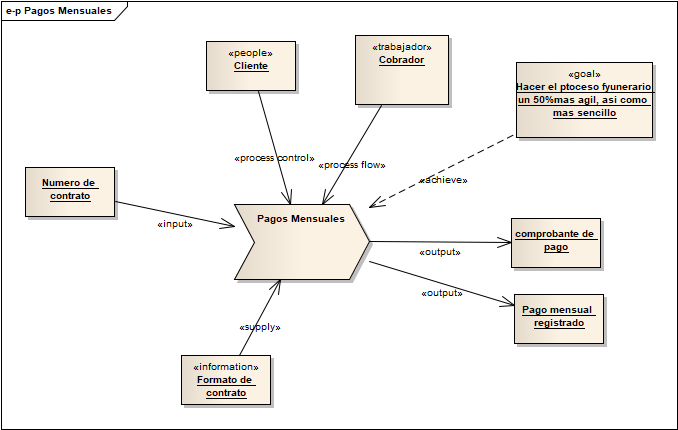 e-p Pagos Mensuales
«people»
Cliente
«trabajador»
Cobrador
«goal»
Hacer el ptoceso fyunerario
un 50%mas agil, asi como
mas sencillo
«process control»
«process flow»
«achieve»
Numero de
contrato
«input»
Pagos Mensuales
comprobante de
pago
«output»
«output»
Pago mensual
registrado
«supply»
«information»
Formato de
contrato